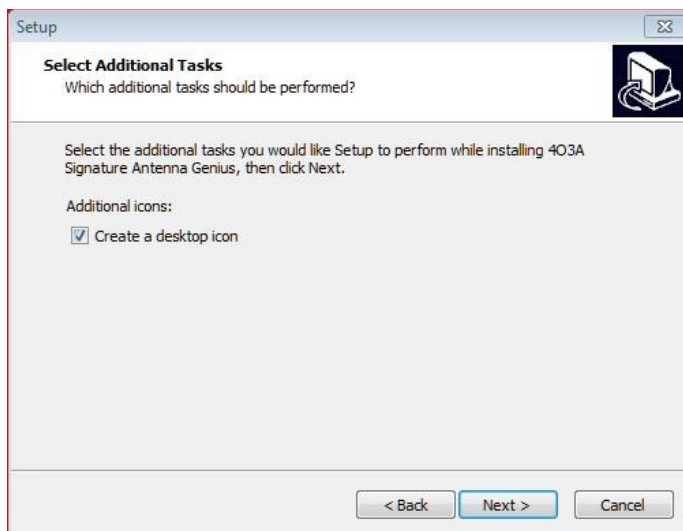 Setup
Select Additional Tasks
Which additional tasks should be performed?
Select the additional tasks you would like Setup to perform while installing 4O3A
Signature Antenna Genius, then click Next.
Additional icons:
Create a desktop icon
< Back Next > Cancel